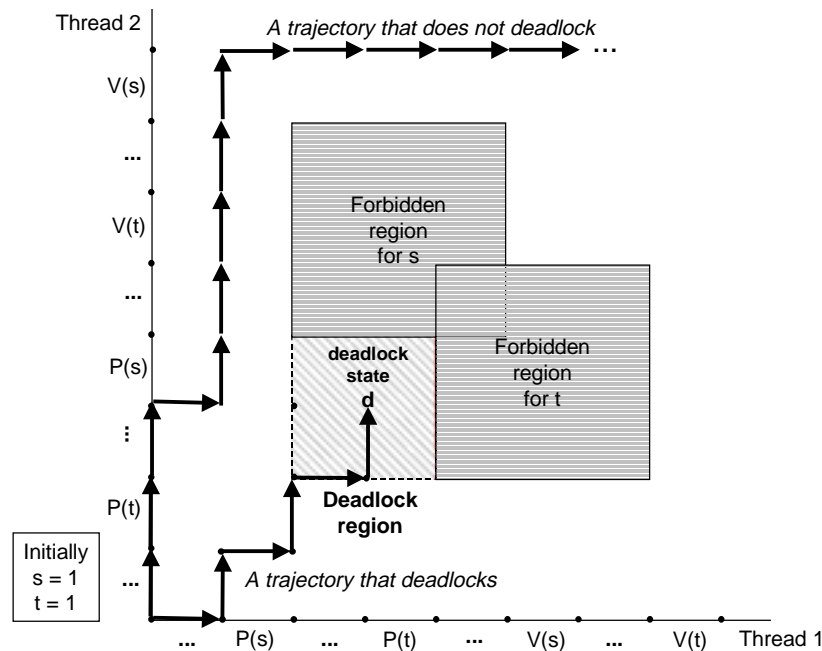 Thread 2
A trajectory that does not deadlock
...
V(s)
...
V(t)
...
P(s)
...
P(t)
...
Forbidden
region
for s
Forbidden
region
for t
deadlock
state
d
Deadlock
region
A trajectory that deadlocks
Initially
s = 1
t = 1
... P(s) ... P(t) ... V(s) ... V(t) Thread 1